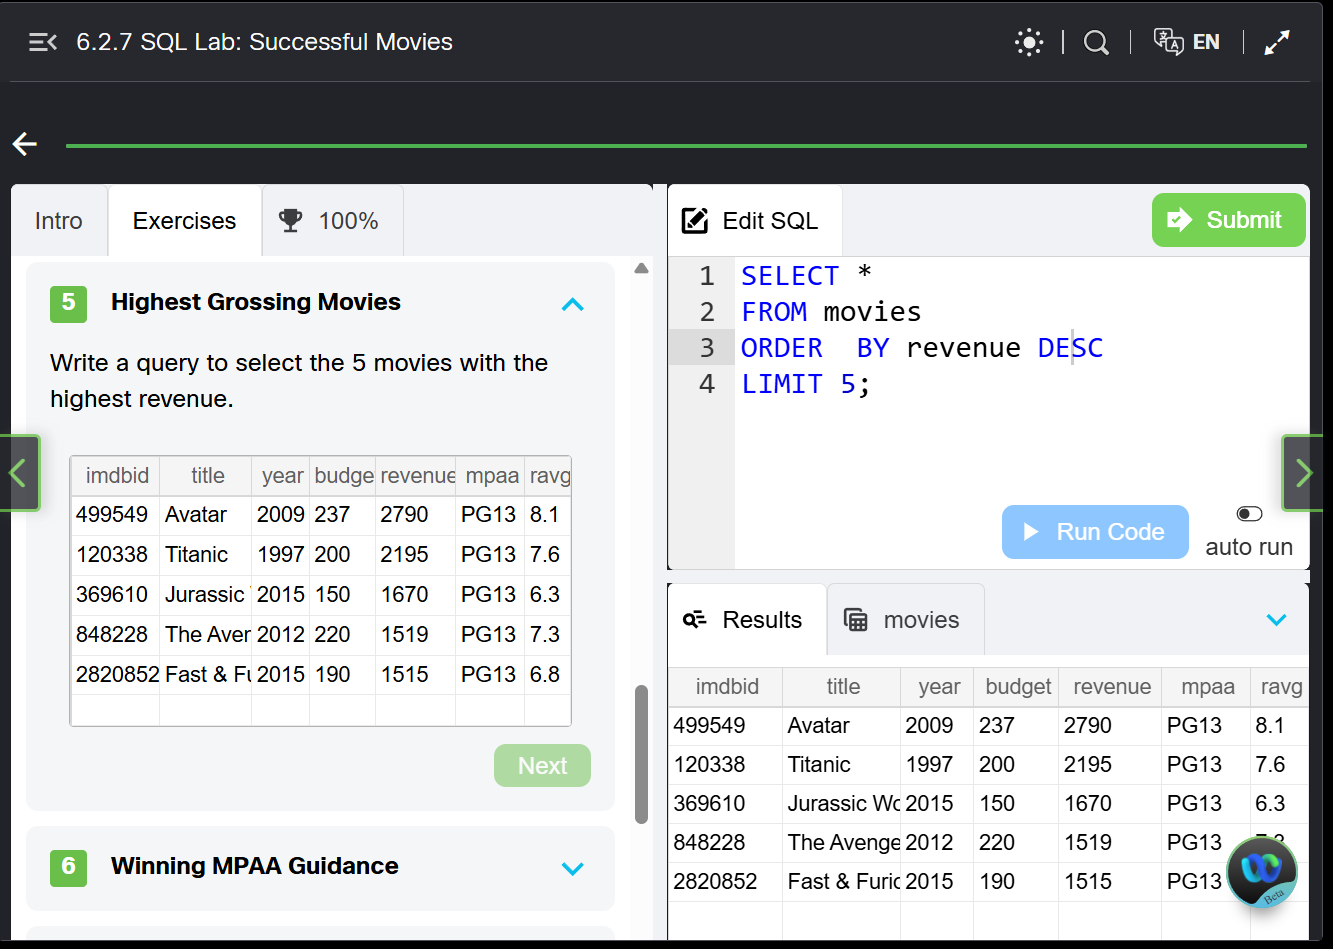 6.2.7 SQL Lab: Successful Movies
EN
Intro
Exercises
100%
5
Highest Grossing Movies
Write a query to select the 5 movies with the
highest revenue.
imdbid title year budge revenue mpaa ravg
499549 Avatar 2009 237 2790 PG13 8.1
120338 Titanic 1997 200 2195 PG13 7.6
369610 Jurassic 2015 150 1670 PG13 6.3
848228 The Aver 2012 220 1519 PG13 7.3
2820852 Fast & Fu 2015 190 1515 PG13 6.8
Next
6
Winning MPAA Guidance
Edit SQL
Submit
1 SELECT *
2 FROM movies
3 ORDER  BY revenue DESC
4 LIMIT 5;
Run Code
auto run
Results
movies
imdbid title year budget revenue mpaa ravg
499549 Avatar 2009 237 2790 PG13 8.1
120338 Titanic 1997 200 2195 PG13 7.6
369610 Jurassic Wo 2015 150 1670 PG13 6.3
848228 The Avenge 2012 220 1519 PG13
2820852 Fast & Furio 2015 190 1515 PG13
Beta